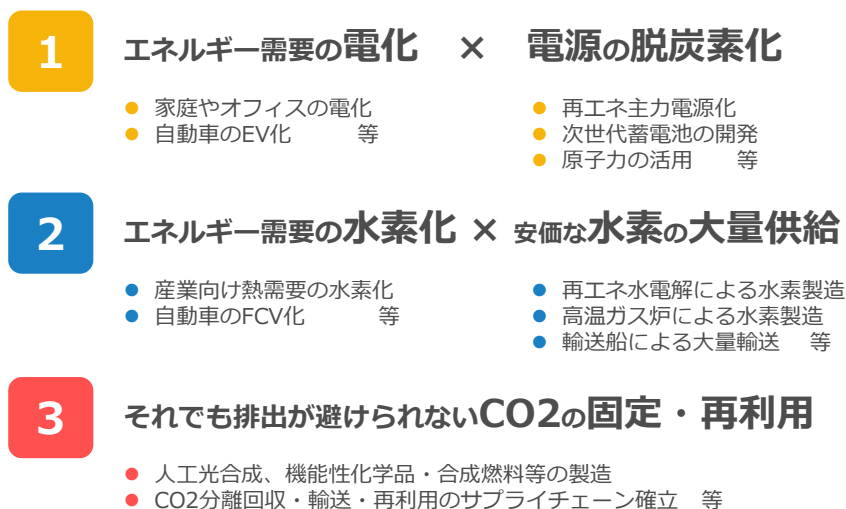 1
エネルギー需要の電化 × 電源の脱炭素化
● 家庭やオフィスの電化
● 自動車のEV化 等
● 再エネ主力電源化
● 次世代蓄電池の開発
● 原子力の活用 等
2
エネルギー需要の水素化 × 安価な水素の大量供給
● 産業向け熱需要の水素化
● 自動車のFCV化 等
● 再エネ水電解による水素製造
● 高温ガス炉による水素製造
● 輸送船による大量輸送 等
3
それでも排出が避けられないCO2の固定・再利用
● 人工光合成、機能性化学品・合成燃料等の製造
● CO2分離回収・輸送・再利用のサプライチェーン確立 等